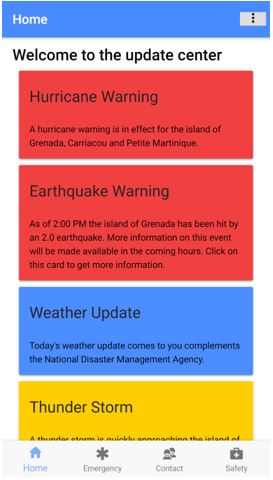 Home
Welcome to the update center
Hurricane Warning
A hurricane warning is in effect for the island of
Grenada, Carriacou and Petite Martinique.
Earthquake Warning
As of 2:00 PM the island of Grenada has been hit by
an 2.0 earthquake. More information on this event
will be made available in the coming hours. Click on
this card to get more information.
Weather Update
Today's weather update comes to you complements
the National Disaster Management Agency.
Thunder Storm
A thunder storm is quickly approaching the island of
Home
Emergency
Contact
Safety